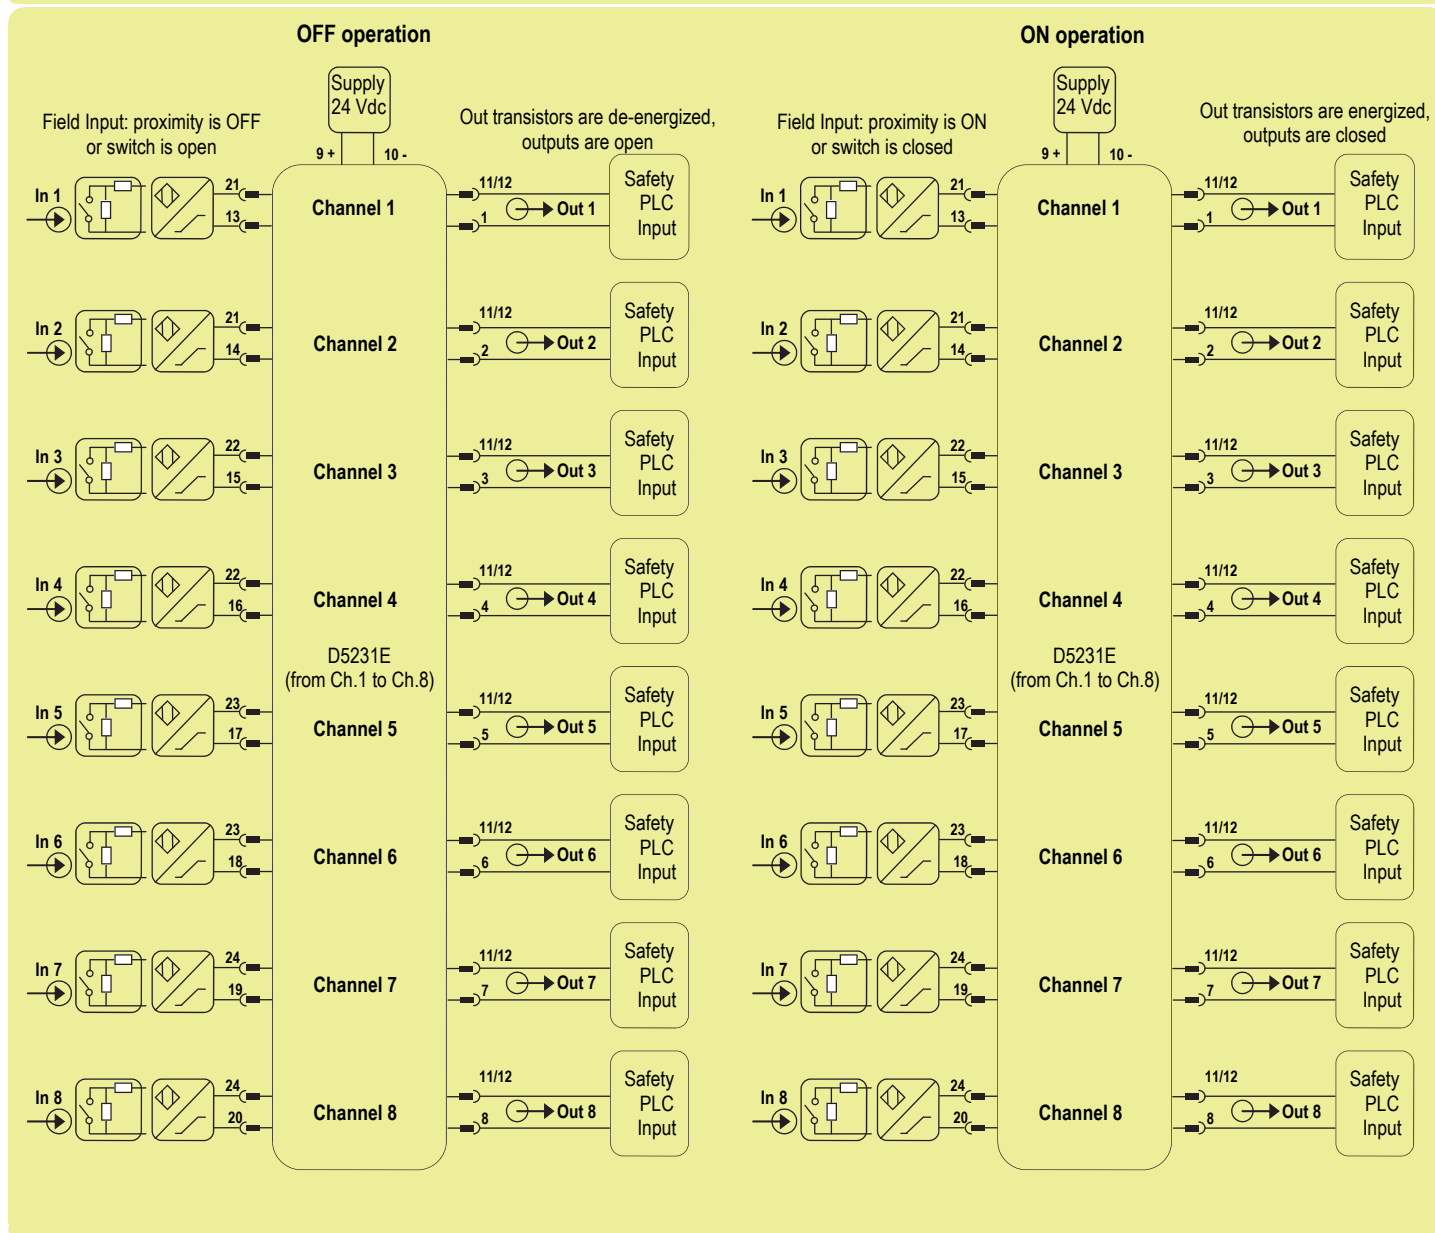 OFF operation
Supply
24 Vdc
Field Input: proximity is OFF
or switch is open
Out transistors are de-energized,
outputs are open
9 +
10 -
In 1
21
13
Channel 1
11/12
1
Out 1
Safety
PLC
Input
In 2
21
14
Channel 2
11/12
2
Out 2
Safety
PLC
Input
In 3
22
15
Channel 3
11/12
3
Out 3
Safety
PLC
Input
In 4
22
16
Channel 4
11/12
4
Out 4
Safety
PLC
Input
D5231E
(from Ch.1 to Ch.8)
In 5
23
17
Channel 5
11/12
5
Out 5
Safety
PLC
Input
In 6
23
18
Channel 6
11/12
6
Out 6
Safety
PLC
Input
In 7
24
19
Channel 7
11/12
7
Out 7
Safety
PLC
Input
In 8
24
20
Channel 8
11/12
8
Out 8
Safety
PLC
Input
ON operation
Supply
24 Vdc
Field Input: proximity is ON
or switch is closed
Out transistors are energized,
outputs are closed
9 +
10 -
In 1
21
13
Channel 1
11/12
1
Out 1
Safety
PLC
Input
In 2
21
14
Channel 2
11/12
2
Out 2
Safety
PLC
Input
In 3
22
15
Channel 3
11/12
3
Out 3
Safety
PLC
Input
In 4
22
16
Channel 4
11/12
4
Out 4
Safety
PLC
Input
D5231E
(from Ch.1 to Ch.8)
In 5
23
17
Channel 5
11/12
5
Out 5
Safety
PLC
Input
In 6
23
18
Channel 6
11/12
6
Out 6
Safety
PLC
Input
In 7
24
19
Channel 7
11/12
7
Out 7
Safety
PLC
Input
In 8
24
20
Channel 8
11/12
8
Out 8
Safety
PLC
Input